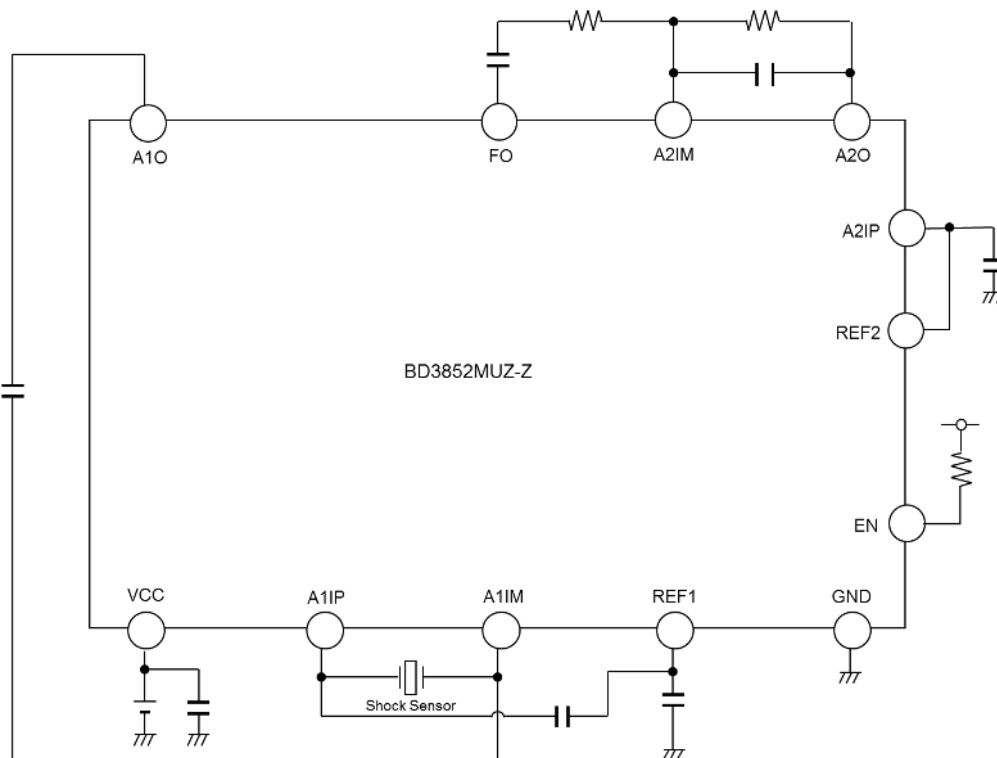 A1O
FO
A2IM
A2O
A2IP
REF2
BD3852MUZ-Z
EN
VCC
A1IP
A1IM
REF1
GND
Shock Sensor